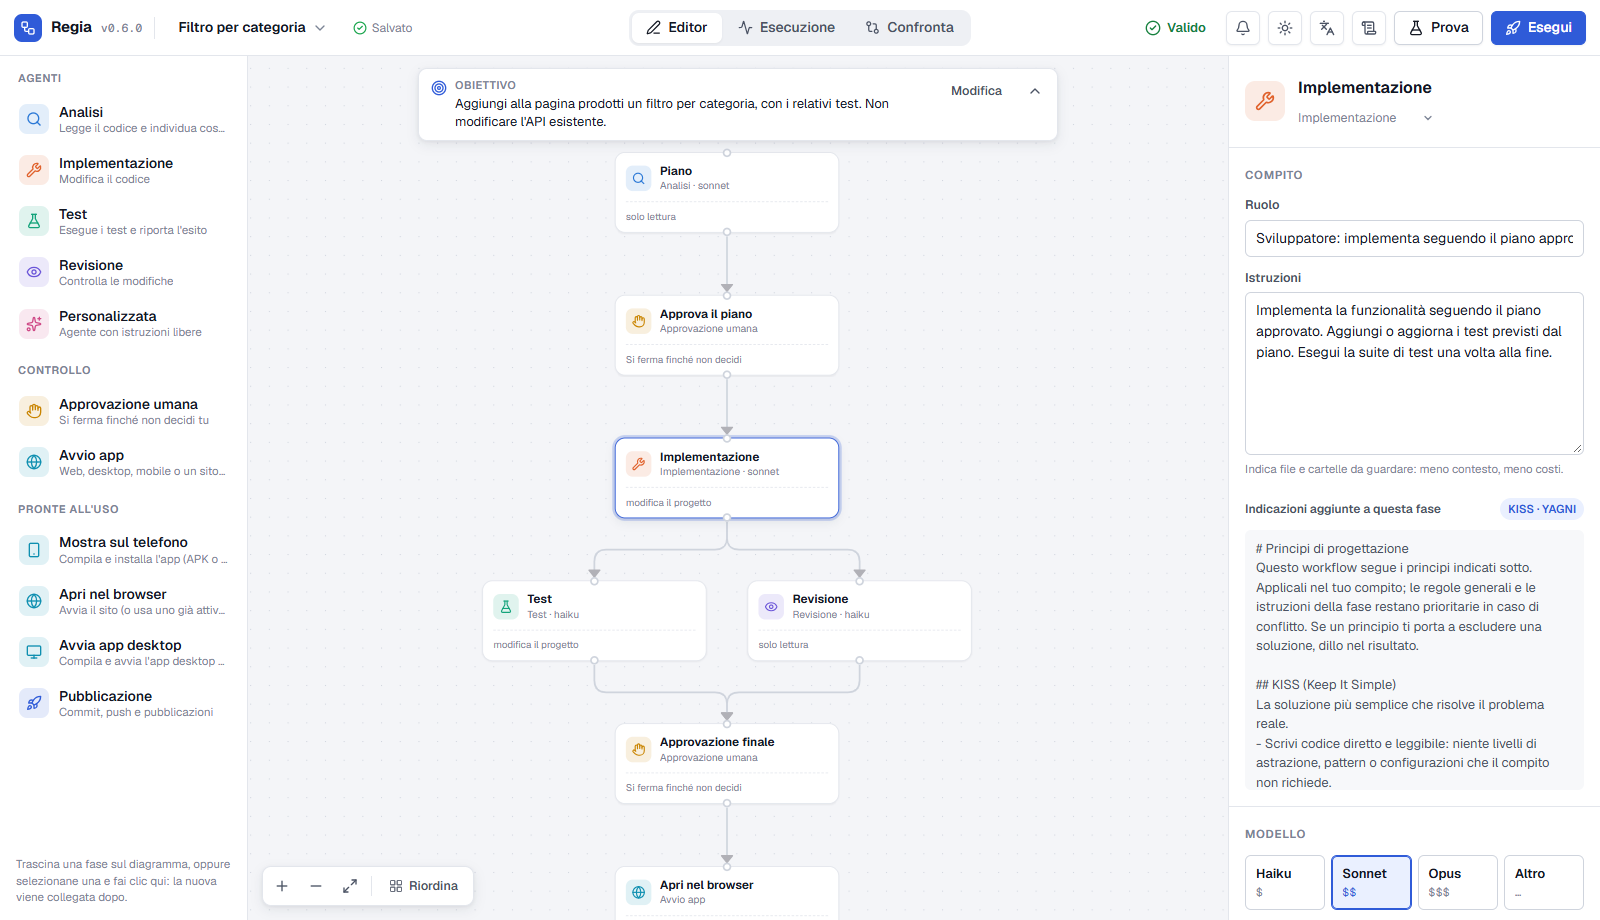 Regia v0.6.0
Filtro per categoria
Salvato
Editor
Esecuzione
Confronta
Valido
Prova
Esegui
AGENTI
Analisi
Legge il codice e individua cos…
Implementazione
Modifica il codice
Test
Esegue i test e riporta l'esito
Revisione
Controlla le modifiche
Personalizzata
Agente con istruzioni libere
CONTROLLO
Approvazione umana
Si ferma finché non decidi tu
Avvio app
Web, desktop, mobile o un sito…
PRONTE ALL'USO
Mostra sul telefono
Compila e installa l'app (APK o …
Apri nel browser
Avvia il sito (o usa uno già attiv…
Avvia app desktop
Compila e avvia l'app desktop …
Pubblicazione
Commit, push e pubblicazioni
Trascina una fase sul diagramma, oppure
selezionane una e fai clic qui: la nuova
viene collegata dopo.
OBIETTIVO
Aggiungi alla pagina prodotti un filtro per categoria, con i relativi test. Non
modificare l'API esistente.
Modifica
Piano
Analisi · sonnet
solo lettura
Approva il piano
Approvazione umana
Si ferma finché non decidi
Implementazione
Implementazione · sonnet
modifica il progetto
Test
Test · haiku
modifica il progetto
Revisione
Revisione · haiku
solo lettura
Approvazione finale
Approvazione umana
Si ferma finché non decidi
Apri nel browser
Avvio app
Riordina
Implementazione
Implementazione
COMPITO
Ruolo
Sviluppatore: implementa seguendo il piano appro
Istruzioni
Implementa la funzionalità seguendo il piano
approvato. Aggiungi o aggiorna i test previsti dal
piano. Esegui la suite di test una volta alla fine.
Indica file e cartelle da guardare: meno contesto, meno costi.
Indicazioni aggiunte a questa fase
KISS · YAGNI
# Principi di progettazione
Questo workflow segue i principi indicati sotto.
Applicali nel tuo compito; le regole generali e le
istruzioni della fase restano prioritarie in caso di
conflitto. Se un principio ti porta a escludere una
soluzione, dillo nel risultato.
## KISS (Keep It Simple)
La soluzione più semplice che risolve il problema
reale.
- Scrivi codice diretto e leggibile: niente livelli di
astrazione, pattern o configurazioni che il compito
non richiede.
MODELLO
Haiku
$
Sonnet
$$
Opus
$$$
Altro
…